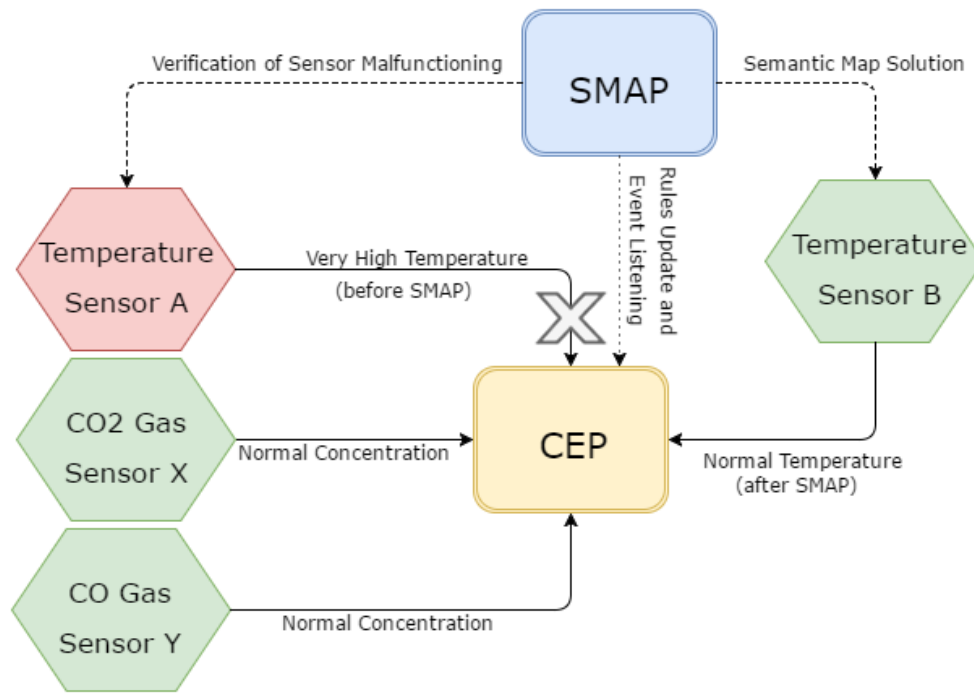 Verification of Sensor Malfunctioning
SMAP
Semantic Map Solution
Rules Update and
Event Listening
Temperature
Sensor A
Very High Temperature
(before SMAP)
Temperature
Sensor B
CO2 Gas
Sensor X
Normal Concentration
CEP
Normal Temperature
(after SMAP)
CO Gas
Sensor Y
Normal Concentration